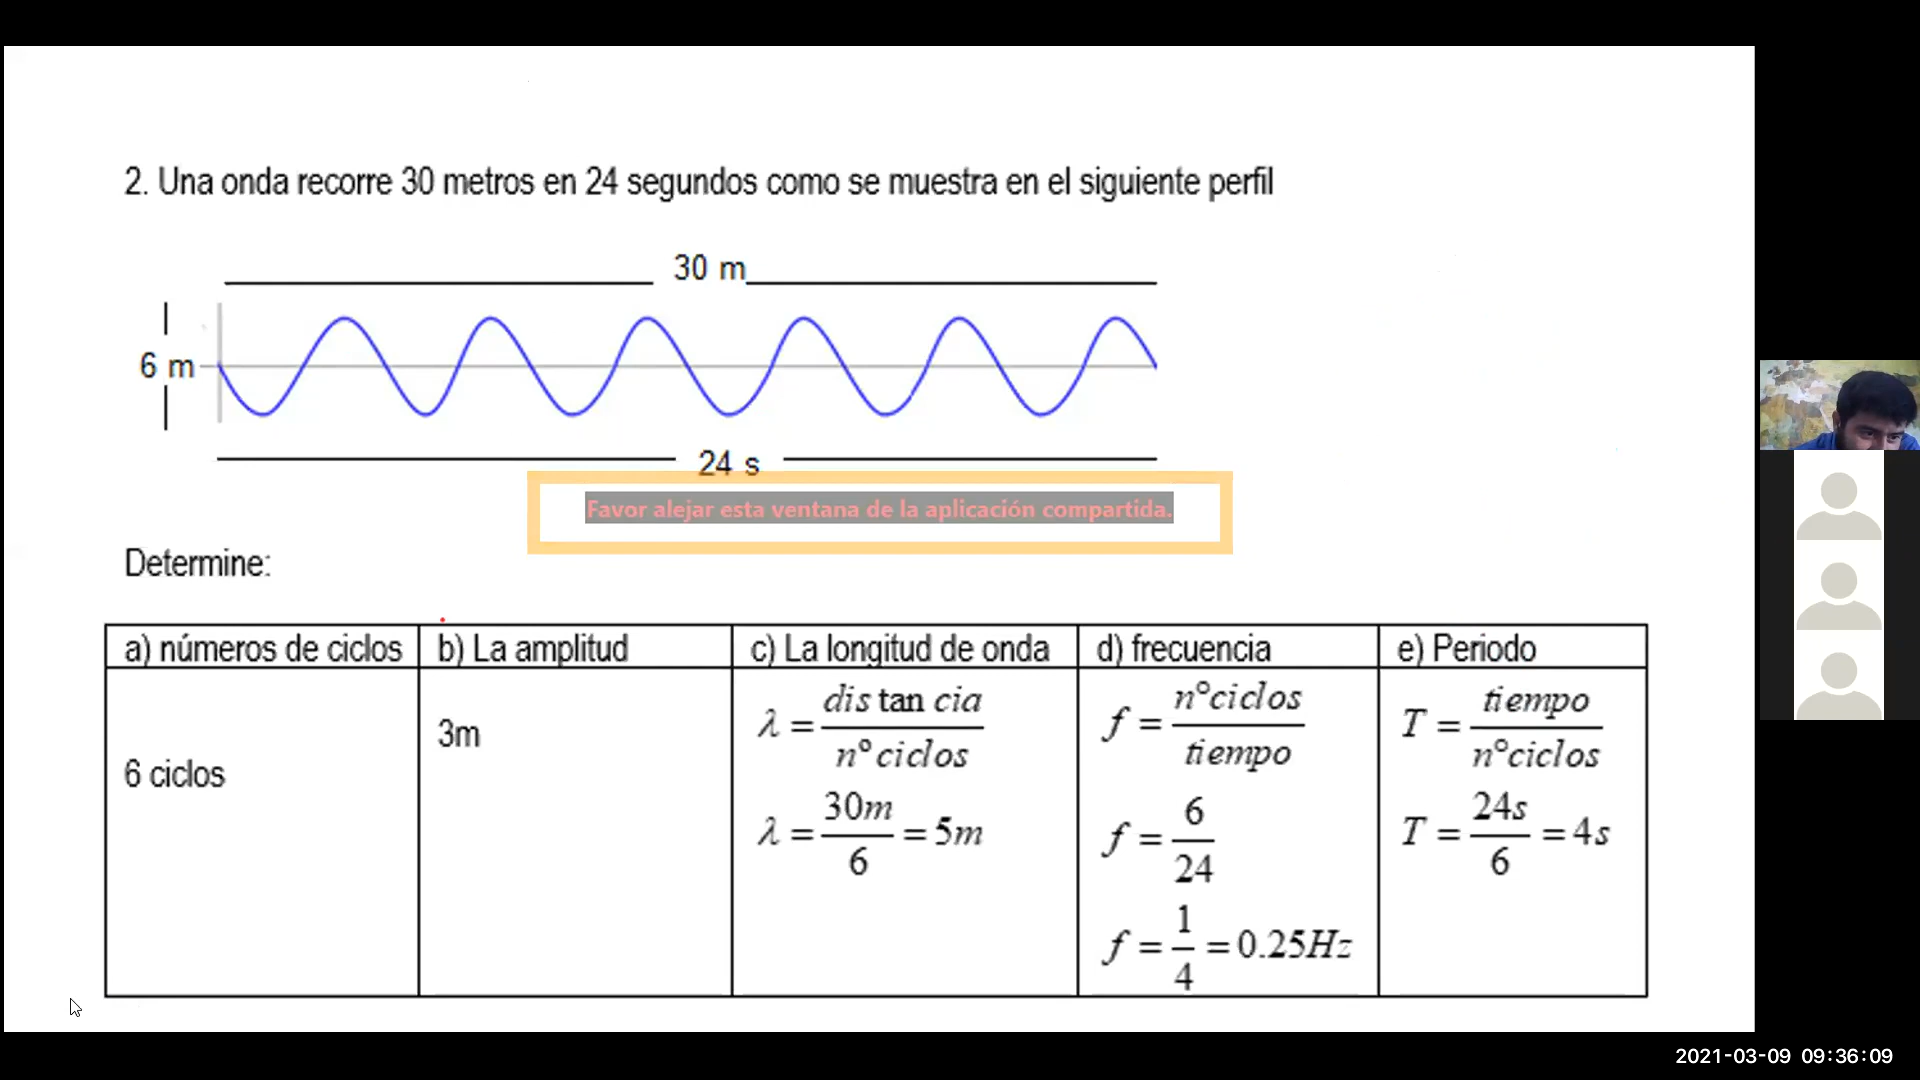 2. Una onda recorre 30 metros en 24 segundos como se muestra en el siguiente perfil
30 m
6 m
24 s
Favor alejar esta ventana de la aplicación compartida.
Determine:
a) números de ciclos
b) La amplitud
c) La longitud de onda
d) frecuencia
e) Periodo
6 ciclos
3m
λ = dis tan cia / n° ciclos
λ = 30m / 6 = 5m
f = n°ciclos / tiempo
f = 6 / 24
f = 1 / 4 = 0.25Hz
T = tiempo / n°ciclos
T = 24s / 6 = 4s
2021-03-09 09:36:09